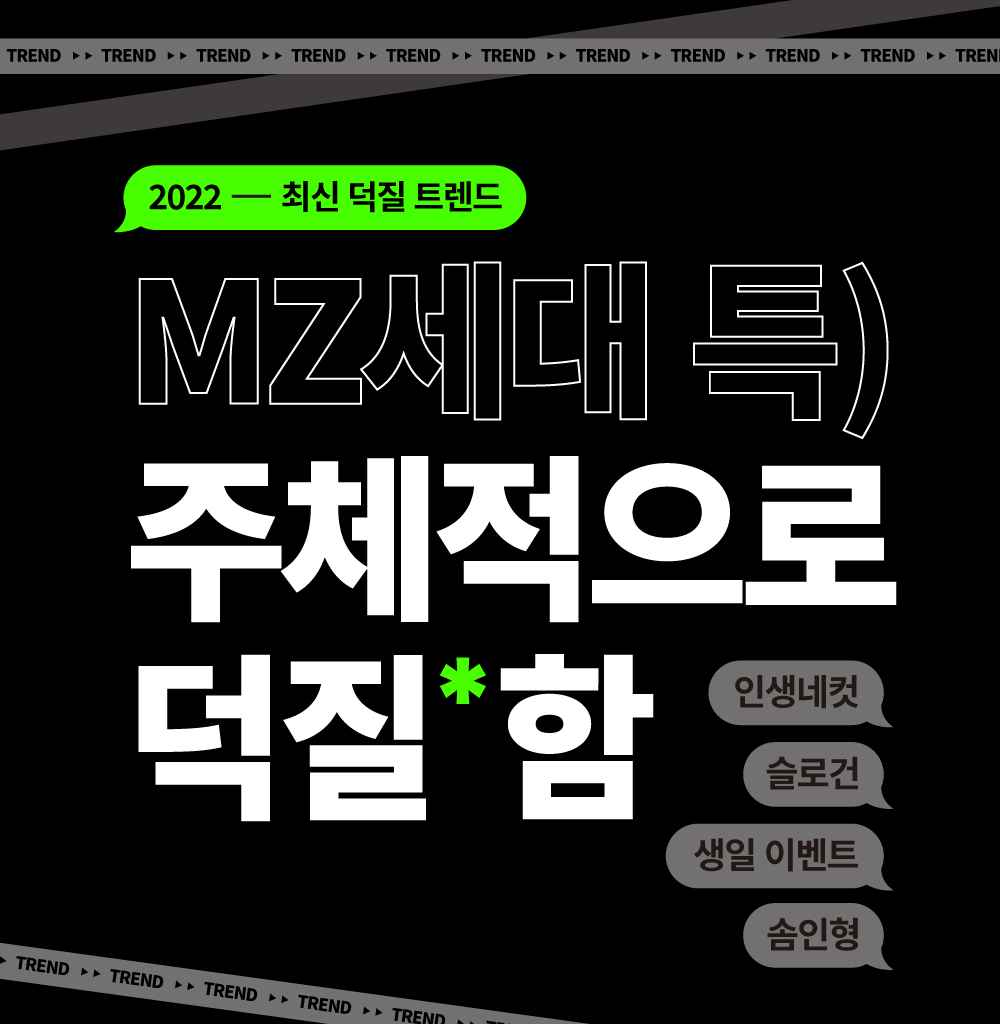 TREND ▸▸ TREND ▸▸ TREND ▸▸ TREND ▸▸ TREND ▸▸ TREND ▸▸ TREND ▸▸ TREND ▸▸ TREND ▸▸ TREND ▸▸ TREND
2022 — 최신 덕질 트렌드
MZ세대 특)
주체적으로
덕질*함
인생네컷
슬로건
생일 이벤트
솜인형
▸ TREND ▸▸ TREND ▸▸ TREND ▸▸ TREND ▸▸ TREND ▸▸